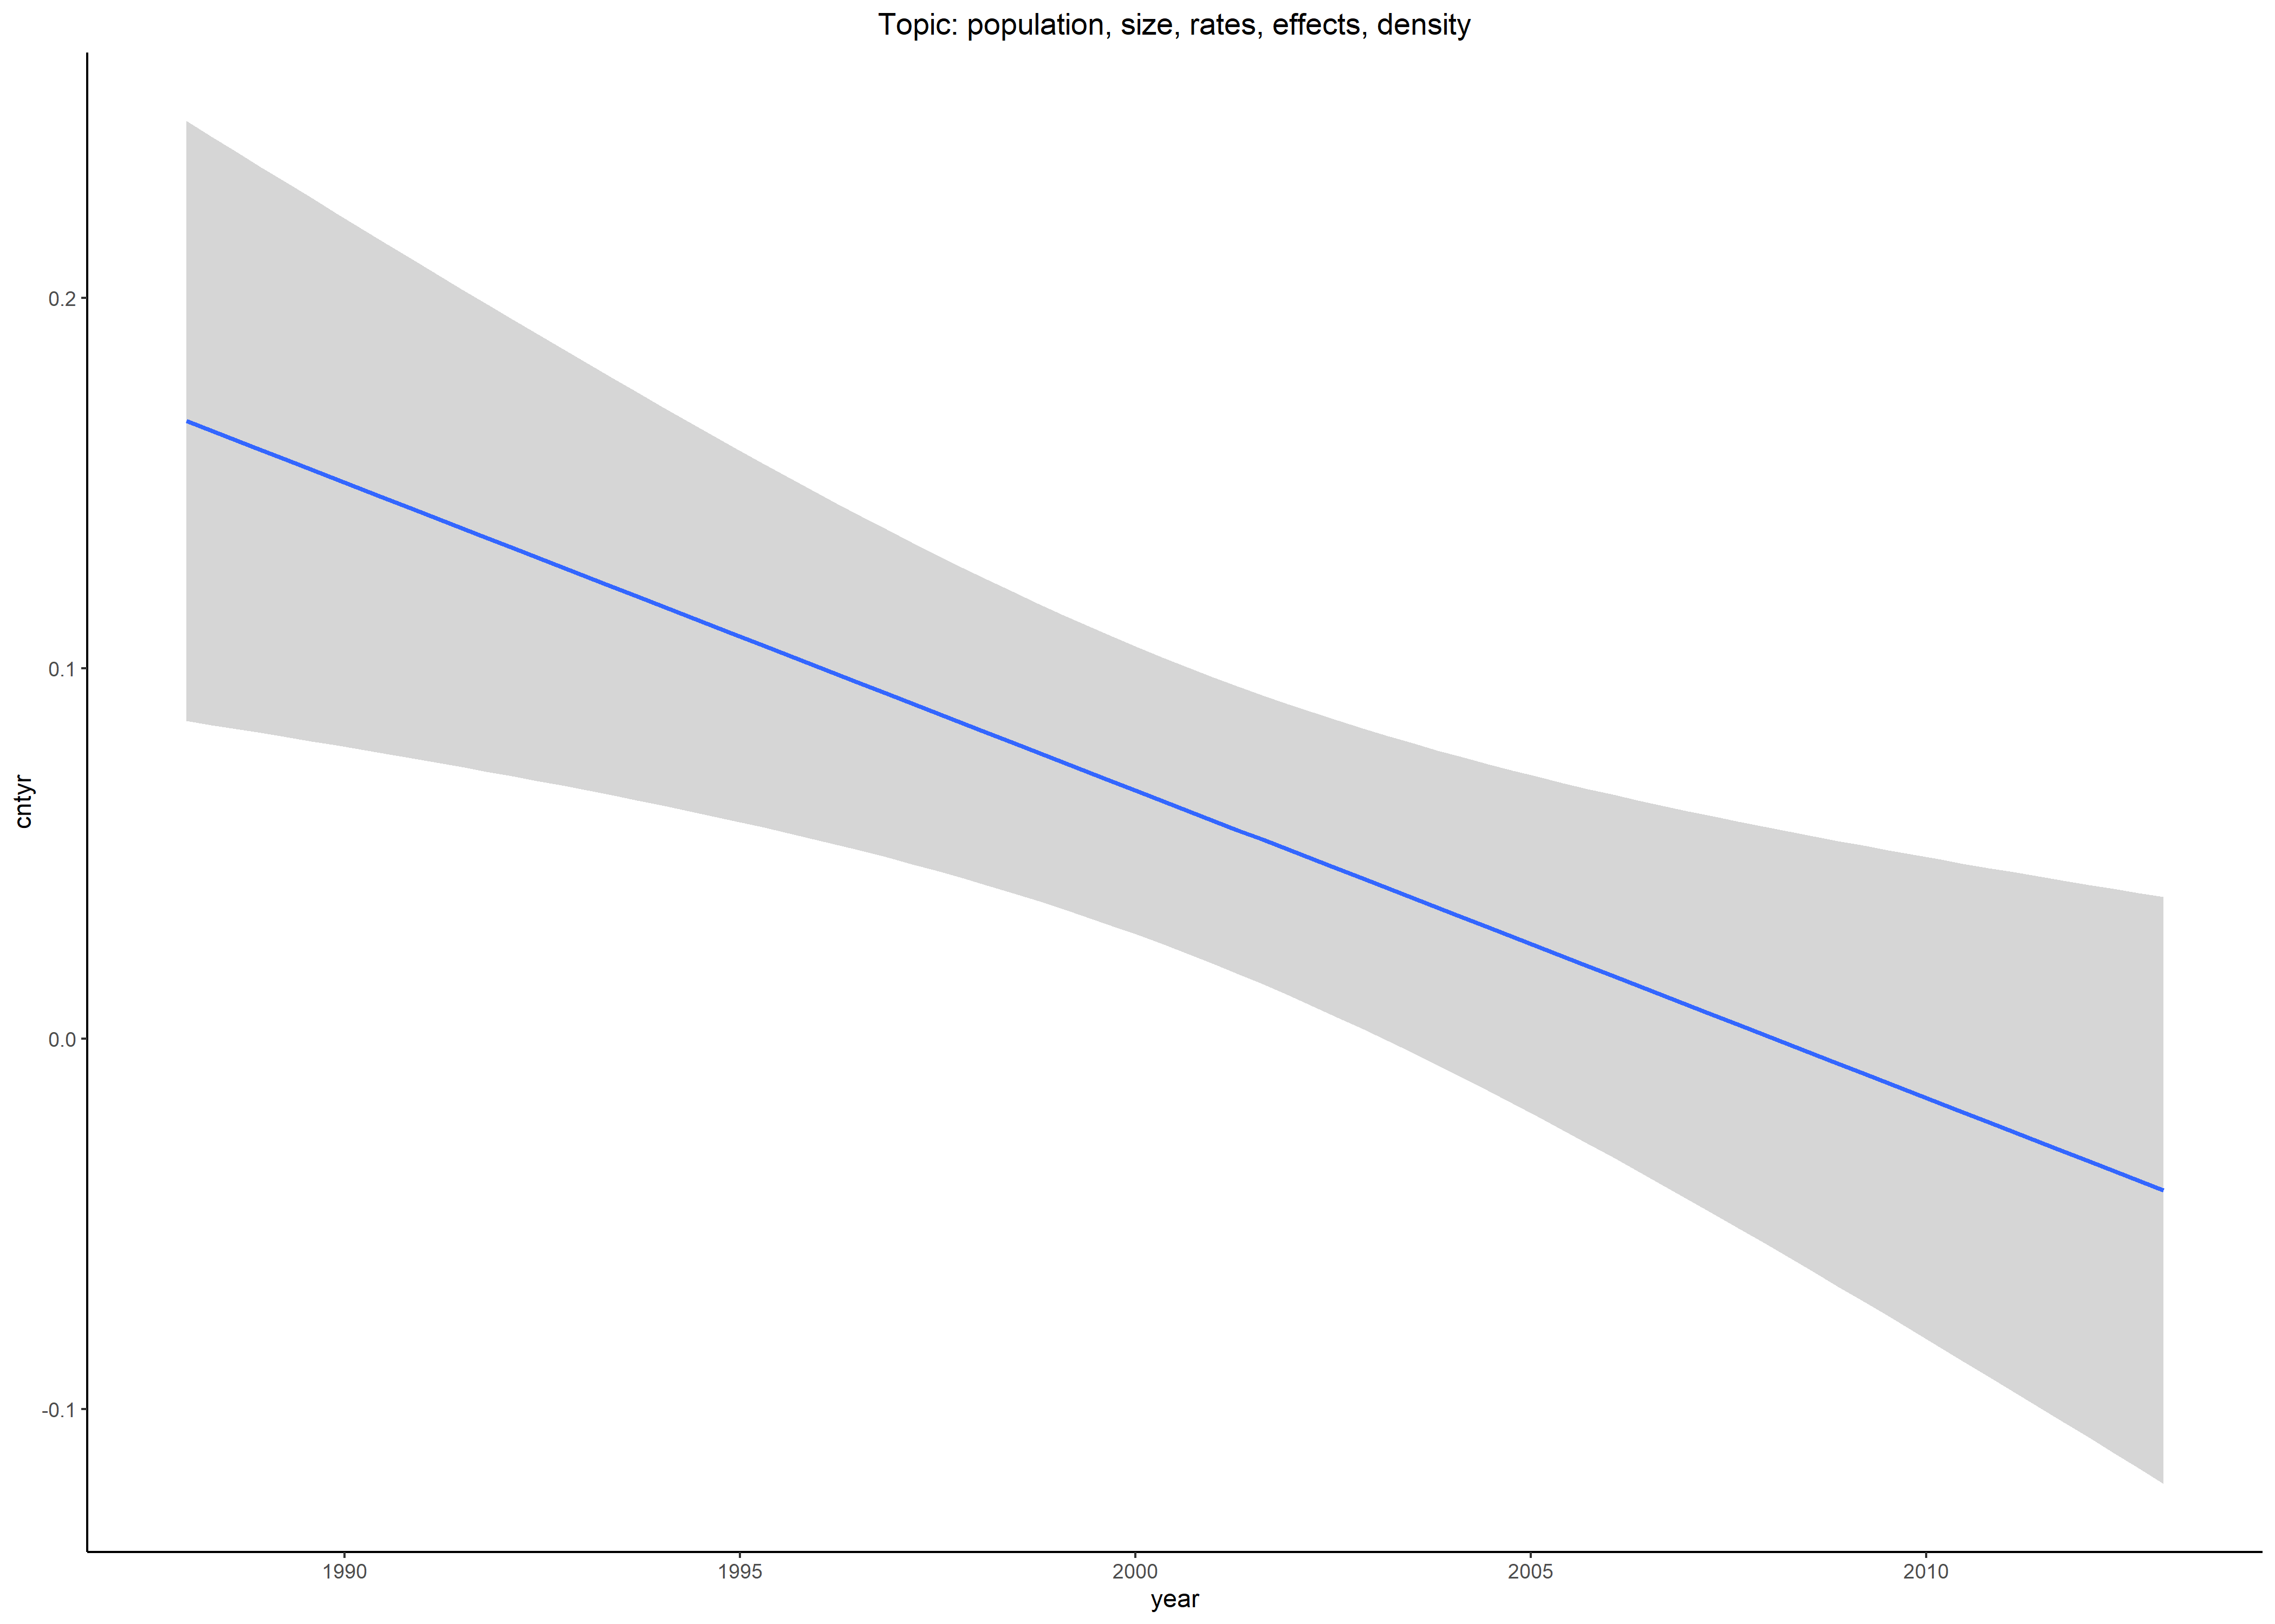 Topic: population, size, rates, effects, density
cntyr
0.2
0.1
0.0
-0.1
1990 1995 2000 2005 2010
year